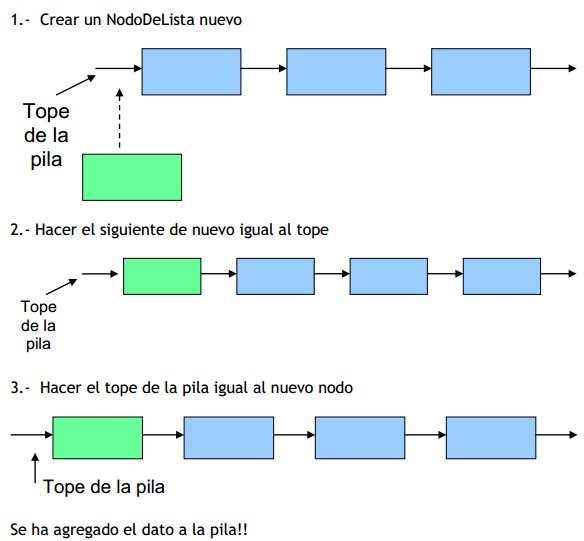 1.- Crear un NodoDeLista nuevo
Tope
de la
pila
2.- Hacer el siguiente de nuevo igual al tope
Tope
de la
pila
3.- Hacer el tope de la pila igual al nuevo nodo
Tope de la pila
Se ha agregado el dato a la pila!!